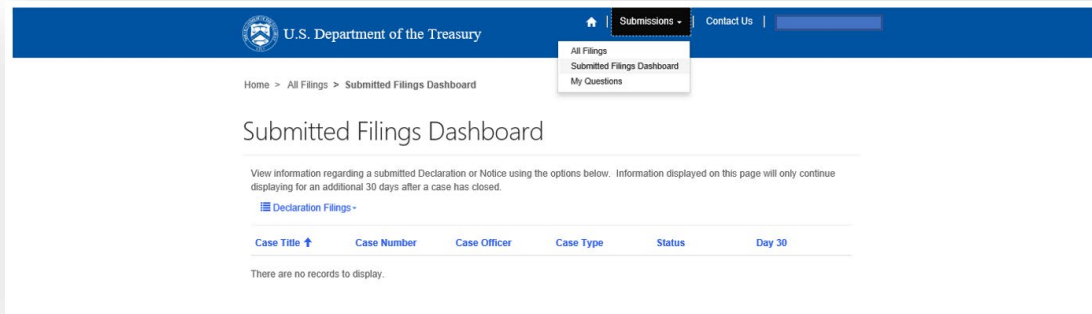 U.S. Department of the Treasury
Submissions
Contact Us
All Filings
Submitted Filings Dashboard
My Questions
Home > All Filings > Submitted Filings Dashboard
Submitted Filings Dashboard
View information regarding a submitted Declaration or Notice using the options below. Information displayed on this page will only continue
displaying for an additional 30 days after a case has closed.
Declaration Filings
Case Title Case Number Case Officer Case Type Status Day 30
There are no records to display.